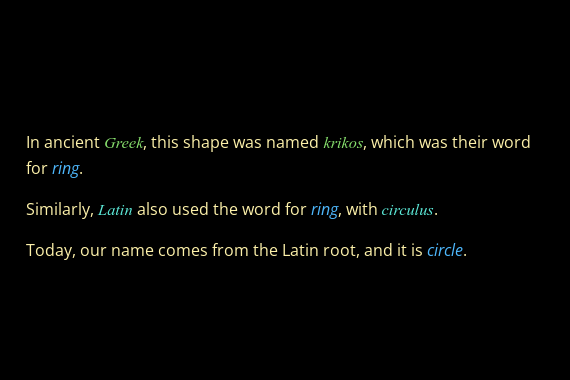 In ancient Greek, this shape was named krikos, which was their word
for ring.
Similarly, Latin also used the word for ring, with circulus.
Today, our name comes from the Latin root, and it is circle.